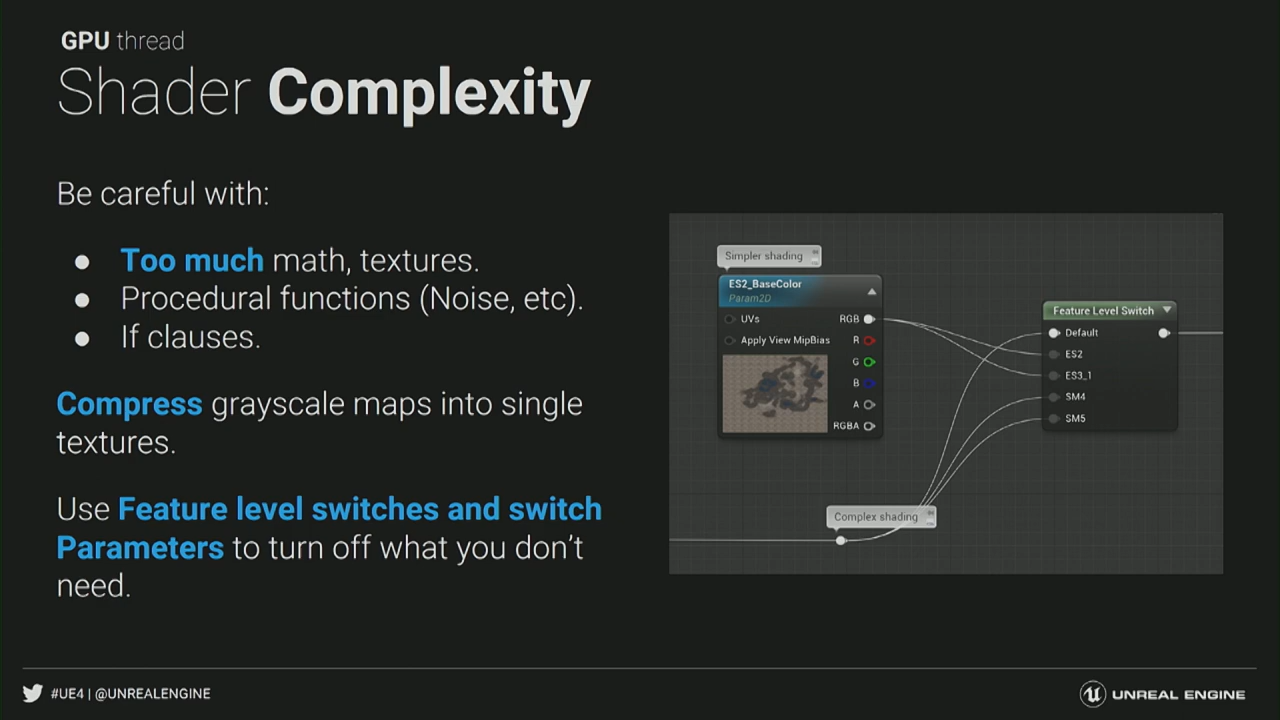 GPU thread
Shader Complexity
Be careful with:
● Too much math, textures.
● Procedural functions (Noise, etc).
● If clauses.
Compress grayscale maps into single
textures.
Use Feature level switches and switch
Parameters to turn off what you don't
need.
Simpler shading
ES2_BaseColor
Param2D
UVs RGB
Apply View MipBias R
G
B
A
RGBA
Feature Level Switch
Default
ES2
ES3_1
SM4
SM5
Complex shading
#UE4 | @UNREALENGINE
UNREAL ENGINE